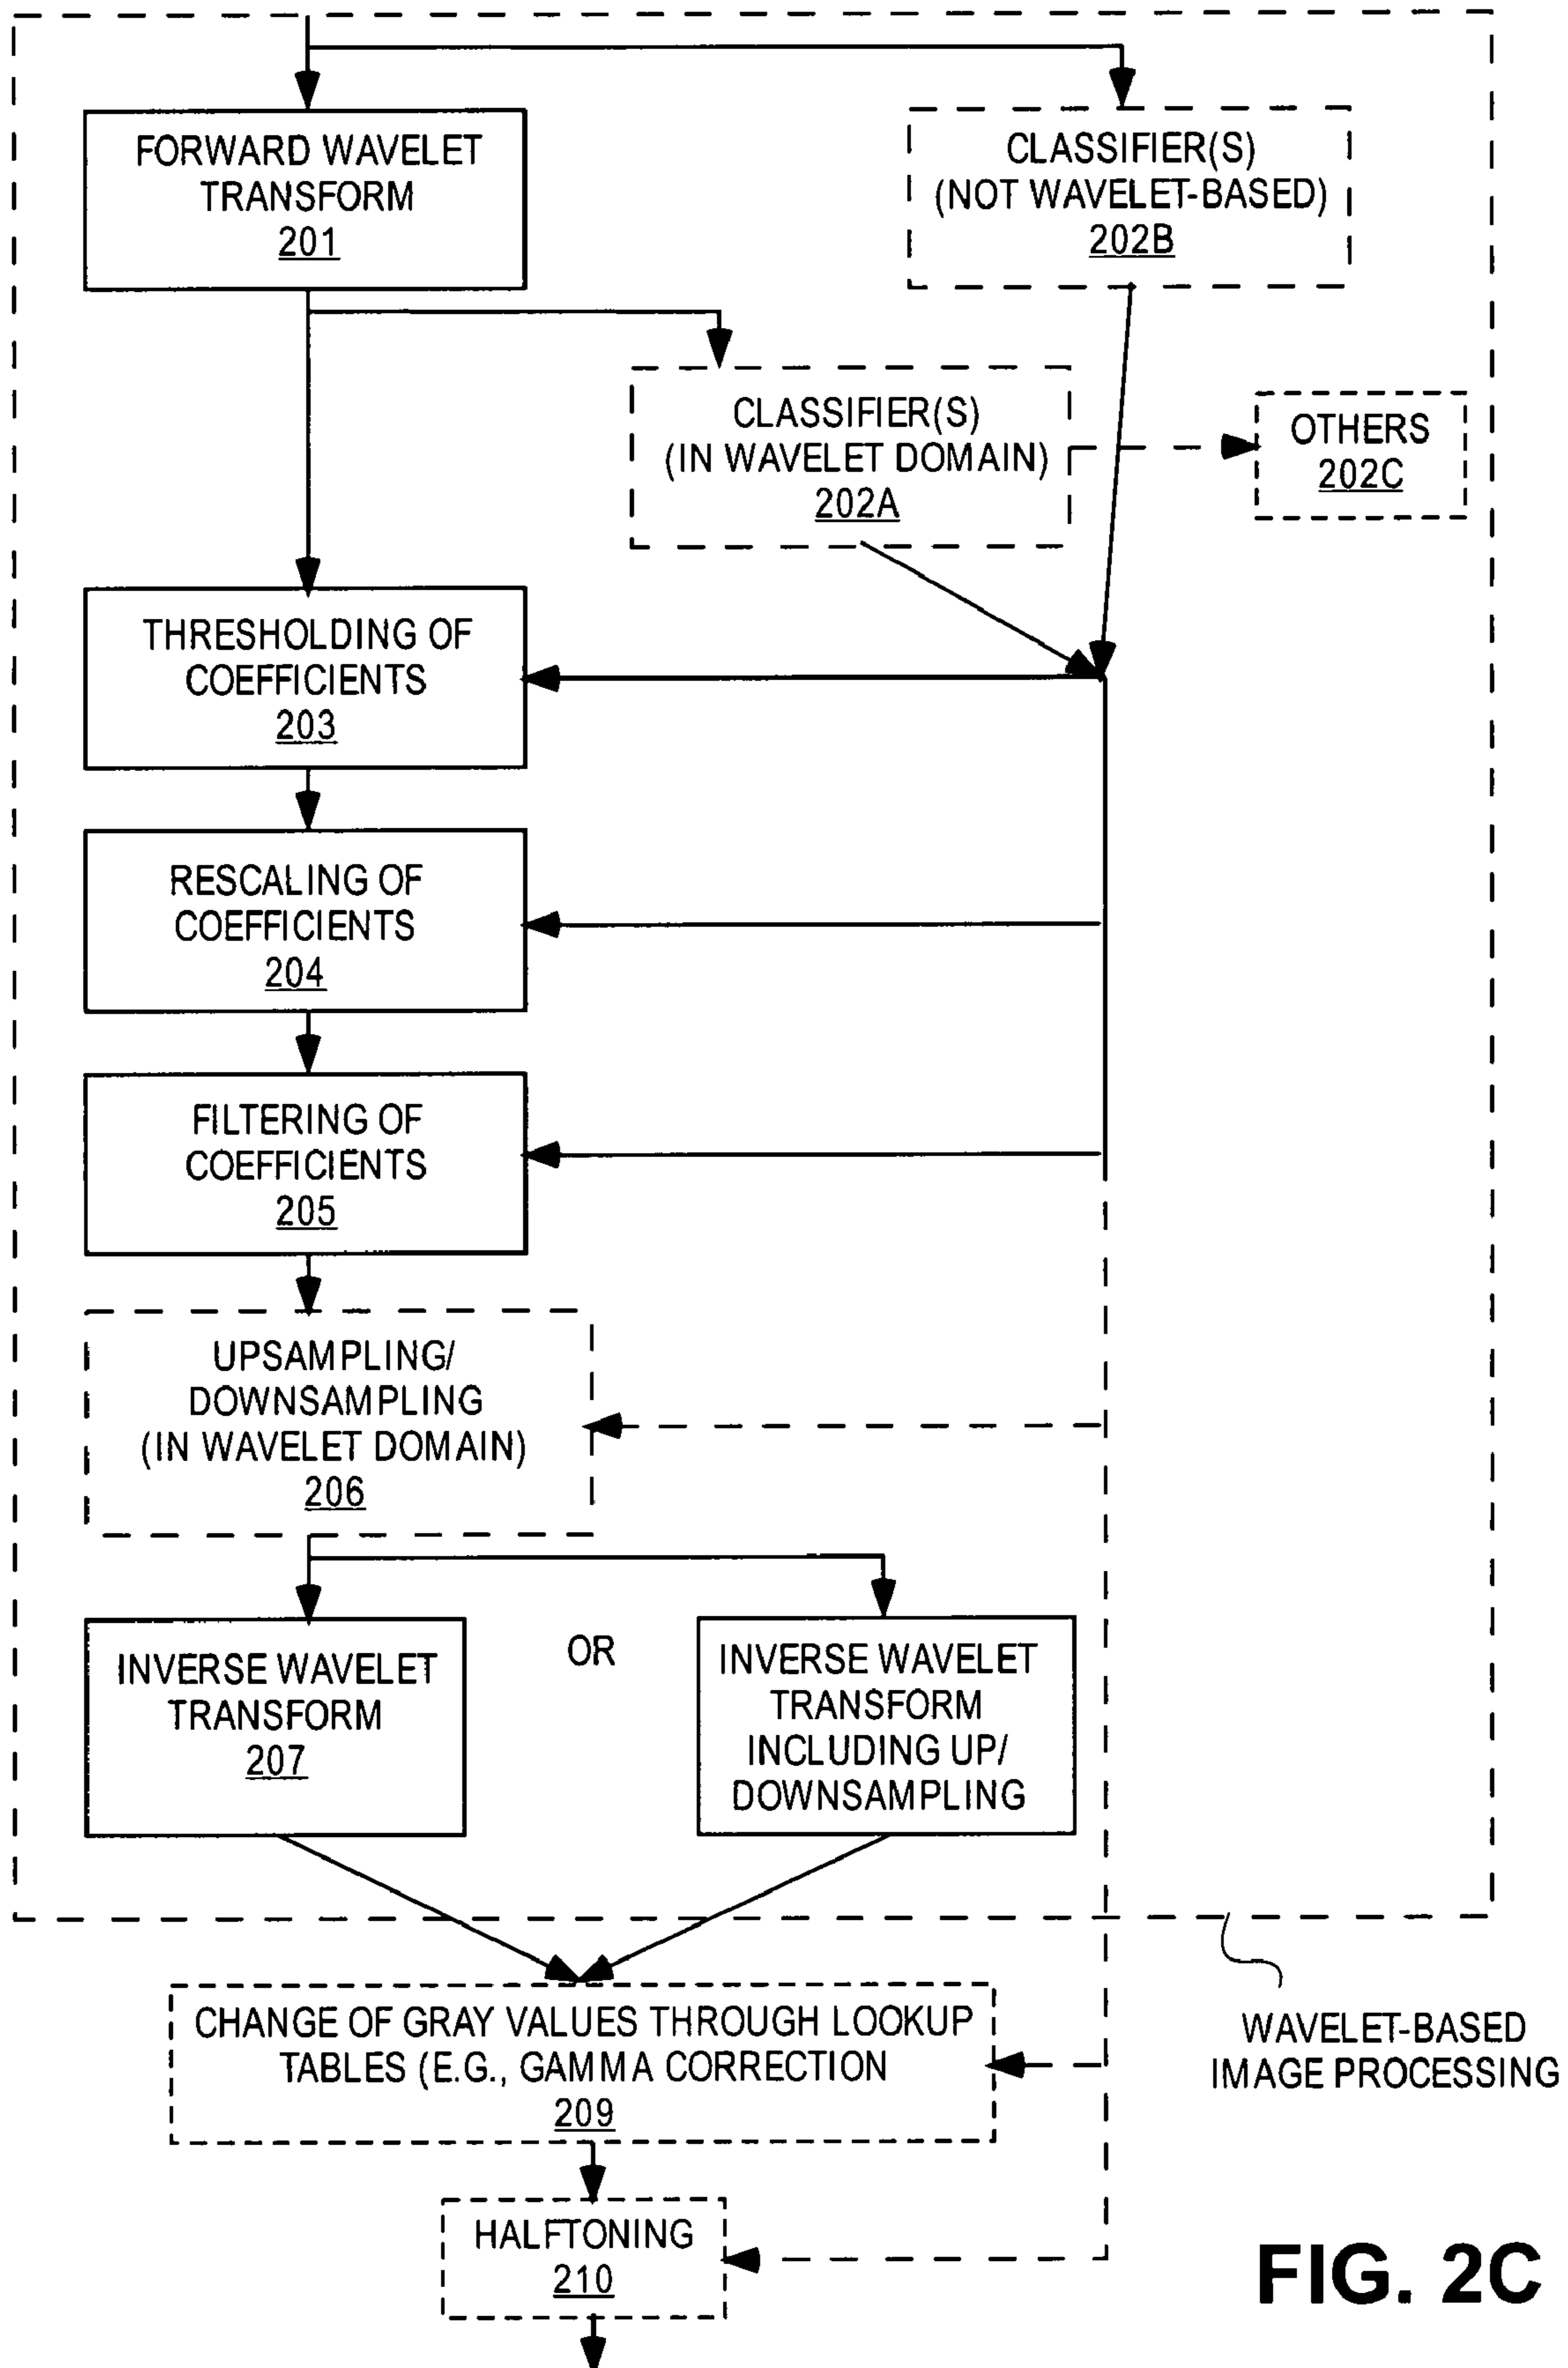 FORWARD WAVELET
TRANSFORM
201
CLASSIFIER(S)
(NOT WAVELET-BASED)
202B
CLASSIFIER(S)
(IN WAVELET DOMAIN)
202A
OTHERS
202C
THRESHOLDING OF
COEFFICIENTS
203
RESCALING OF
COEFFICIENTS
204
FILTERING OF
COEFFICIENTS
205
UPSAMPLING/
DOWNSAMPLING
(IN WAVELET DOMAIN)
206
INVERSE WAVELET
TRANSFORM
207
OR
INVERSE WAVELET
TRANSFORM
INCLUDING UP/
DOWNSAMPLING
CHANGE OF GRAY VALUES THROUGH LOOKUP
TABLES (E.G., GAMMA CORRECTION
209
WAVELET-BASED
IMAGE PROCESSING
HALFTONING
210
FIG. 2C